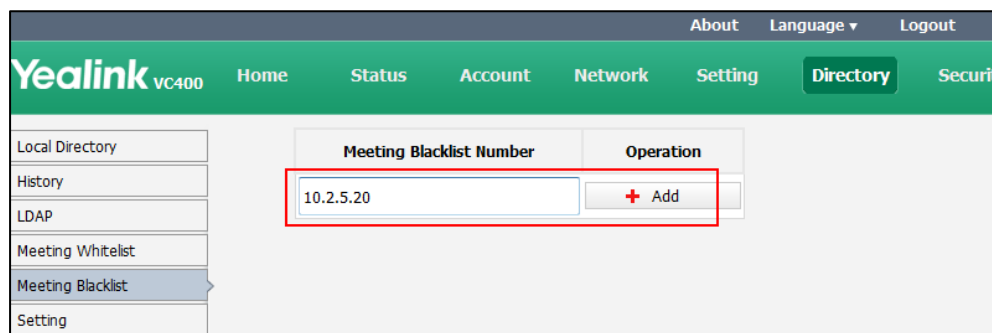 About Language ▾ Logout
Yealink VC400 Home Status Account Network Setting Directory Securi
Local Directory
Meeting Blacklist Number Operation
History
10.2.5.20 + Add
LDAP
Meeting Whitelist
Meeting Blacklist
Setting